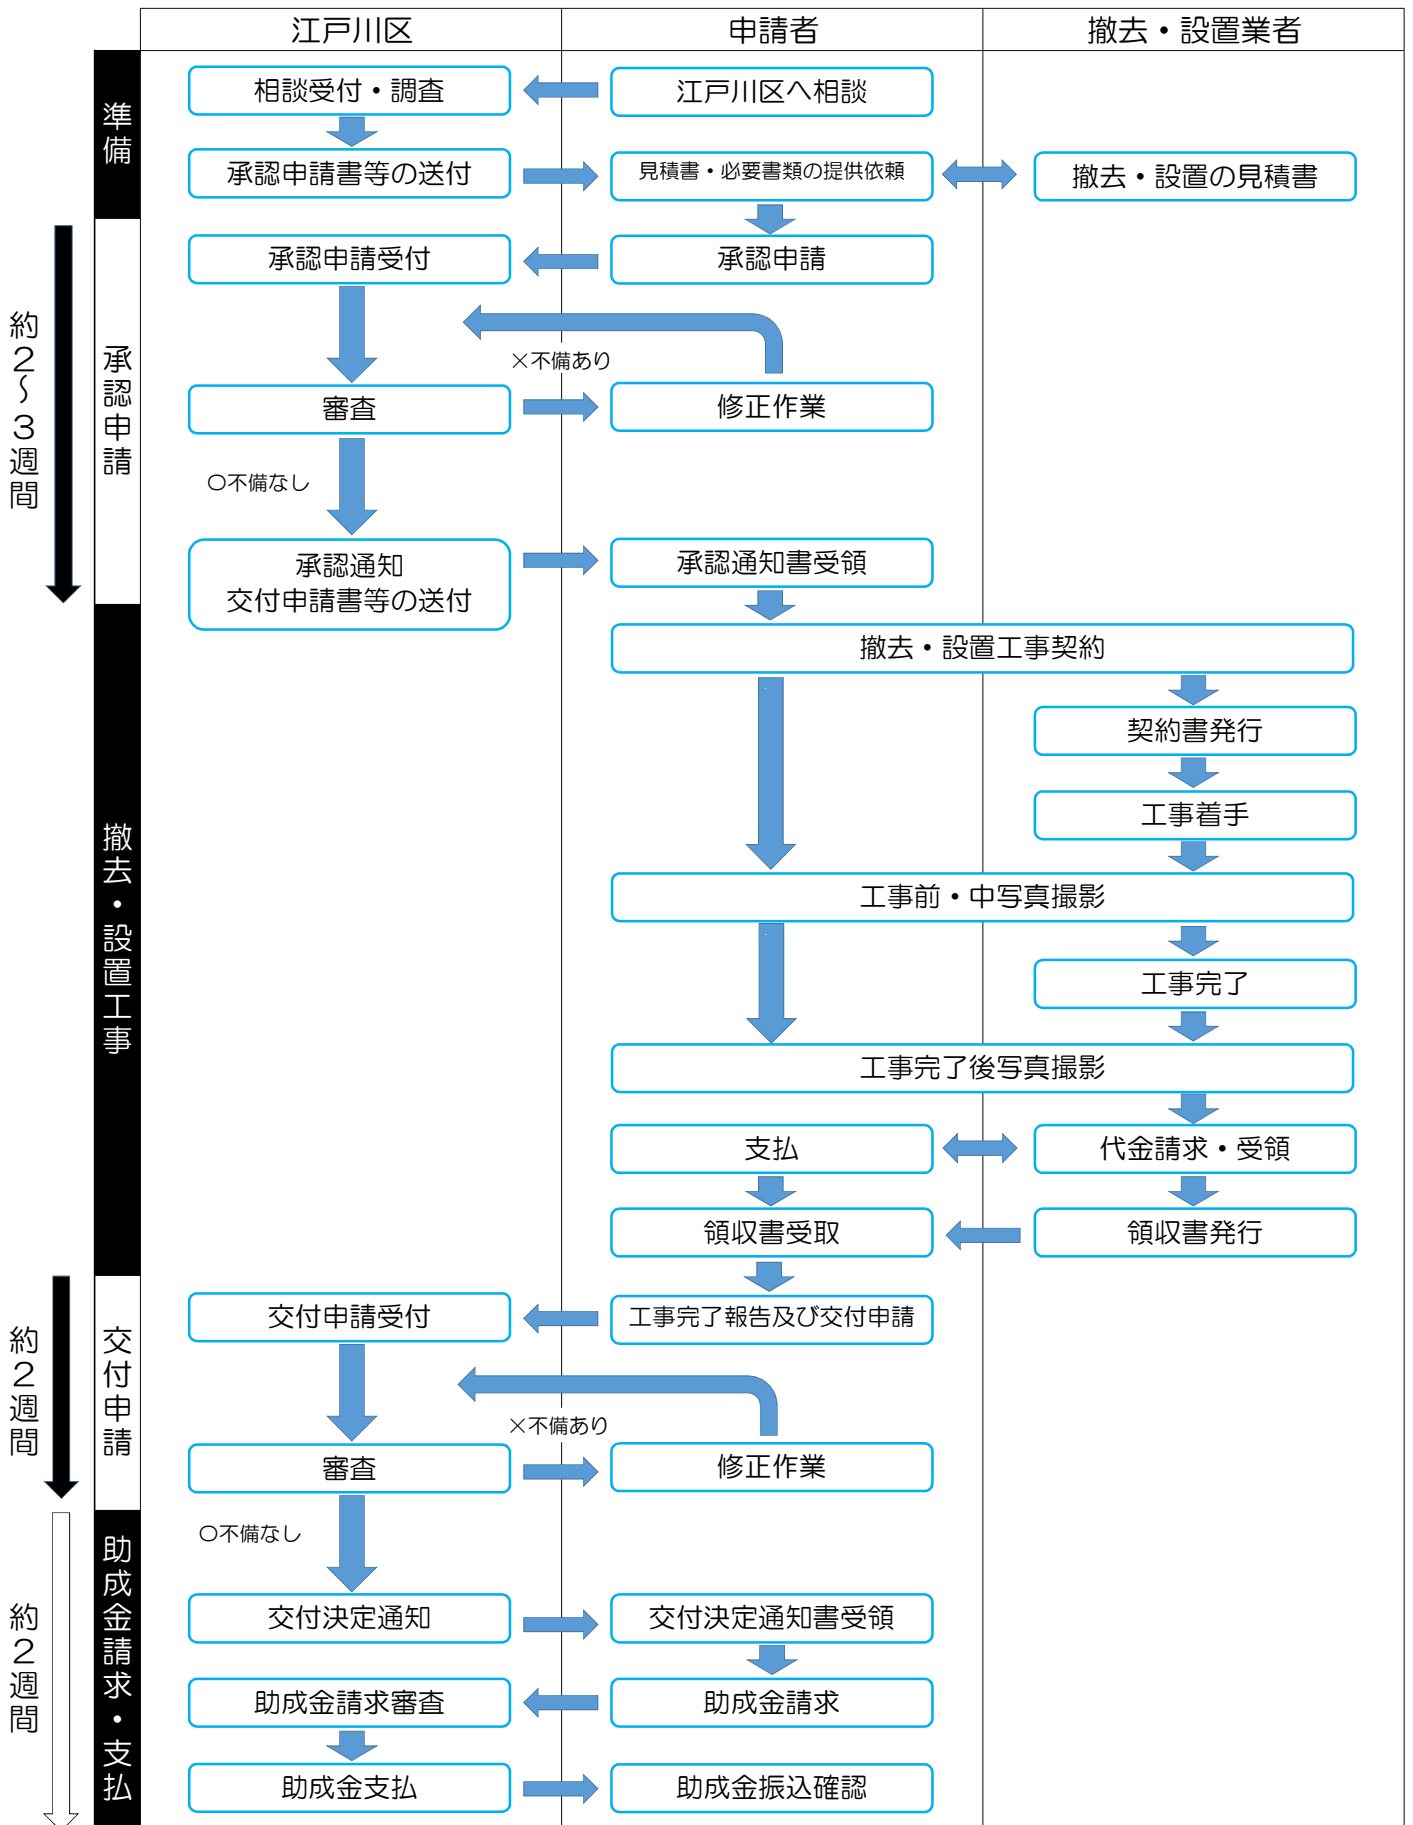 江戸川区
申請者
撤去・設置業者
準備
相談受付・調査
江戸川区へ相談
承認申請書等の送付
見積書・必要書類の提供依頼
撤去・設置の見積書
約2～3週間
承認申請
承認申請受付
承認申請
×不備あり
審査
修正作業
〇不備なし
承認通知
交付申請書等の送付
承認通知書受領
撤去・設置工事
撤去・設置工事契約
契約書発行
工事着手
工事前・中写真撮影
工事完了
工事完了後写真撮影
支払
代金請求・受領
領収書受取
領収書発行
約2週間
交付申請
交付申請受付
工事完了報告及び交付申請
×不備あり
審査
修正作業
約2週間
助成金請求・支払
〇不備なし
交付決定通知
交付決定通知書受領
助成金請求審査
助成金請求
助成金支払
助成金振込確認